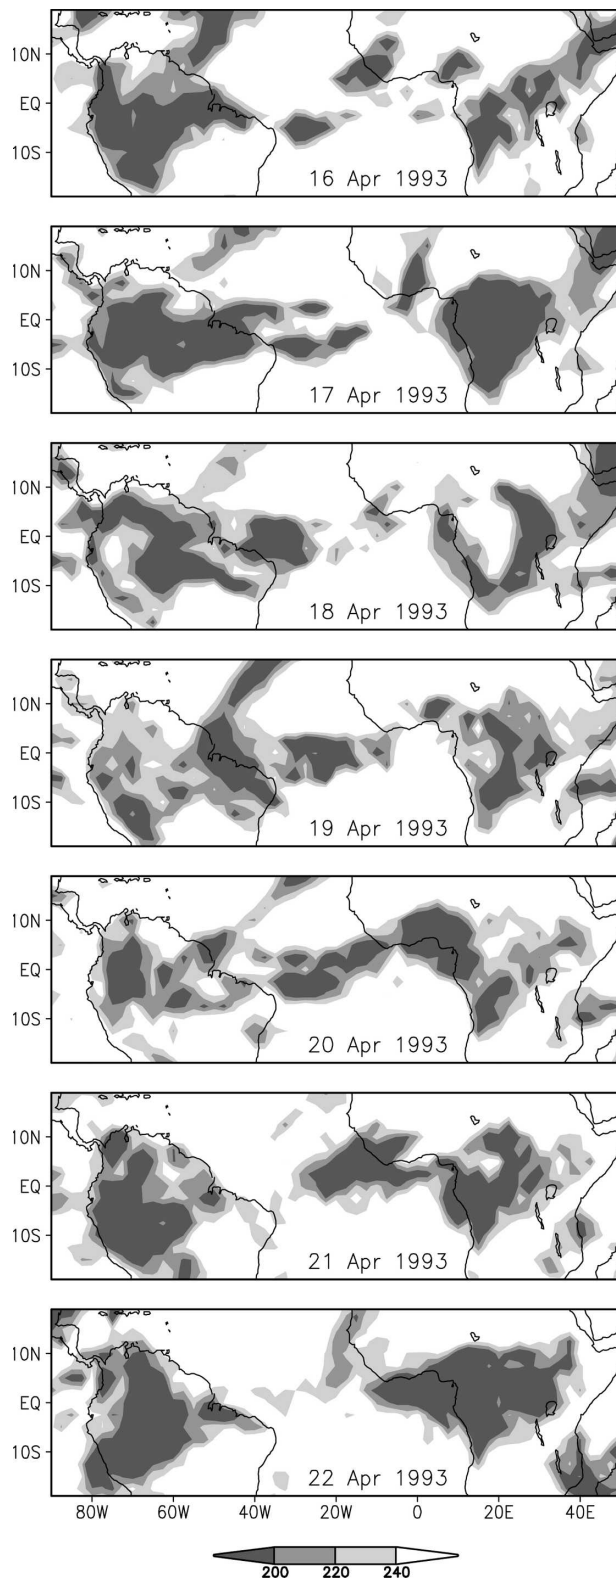 10N
EQ
10S
16 Apr 1993
10N
EQ
10S
17 Apr 1993
10N
EQ
10S
18 Apr 1993
10N
EQ
10S
19 Apr 1993
10N
EQ
10S
20 Apr 1993
10N
EQ
10S
21 Apr 1993
10N
EQ
10S
22 Apr 1993
80W 60W 40W 20W 0 20E 40E
200 220 240